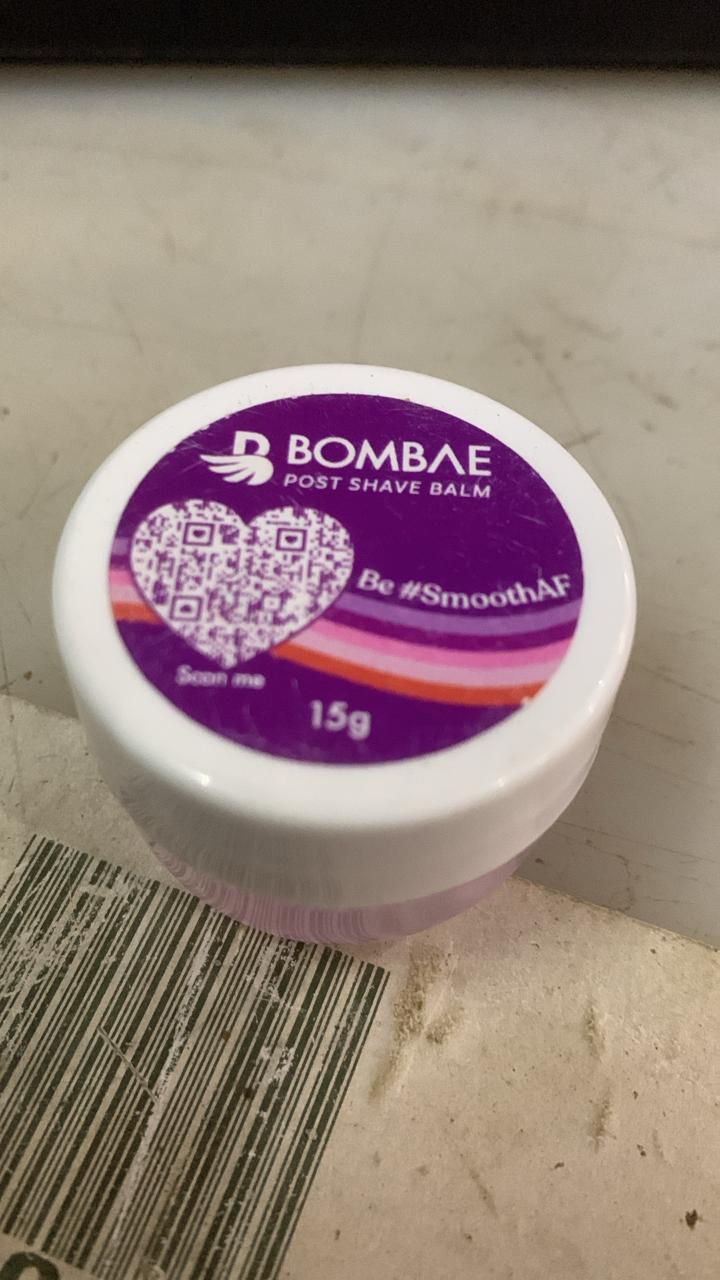 BOMBAE
POST SHAVE BALM
Be #SmoothAF
Scan me
15g